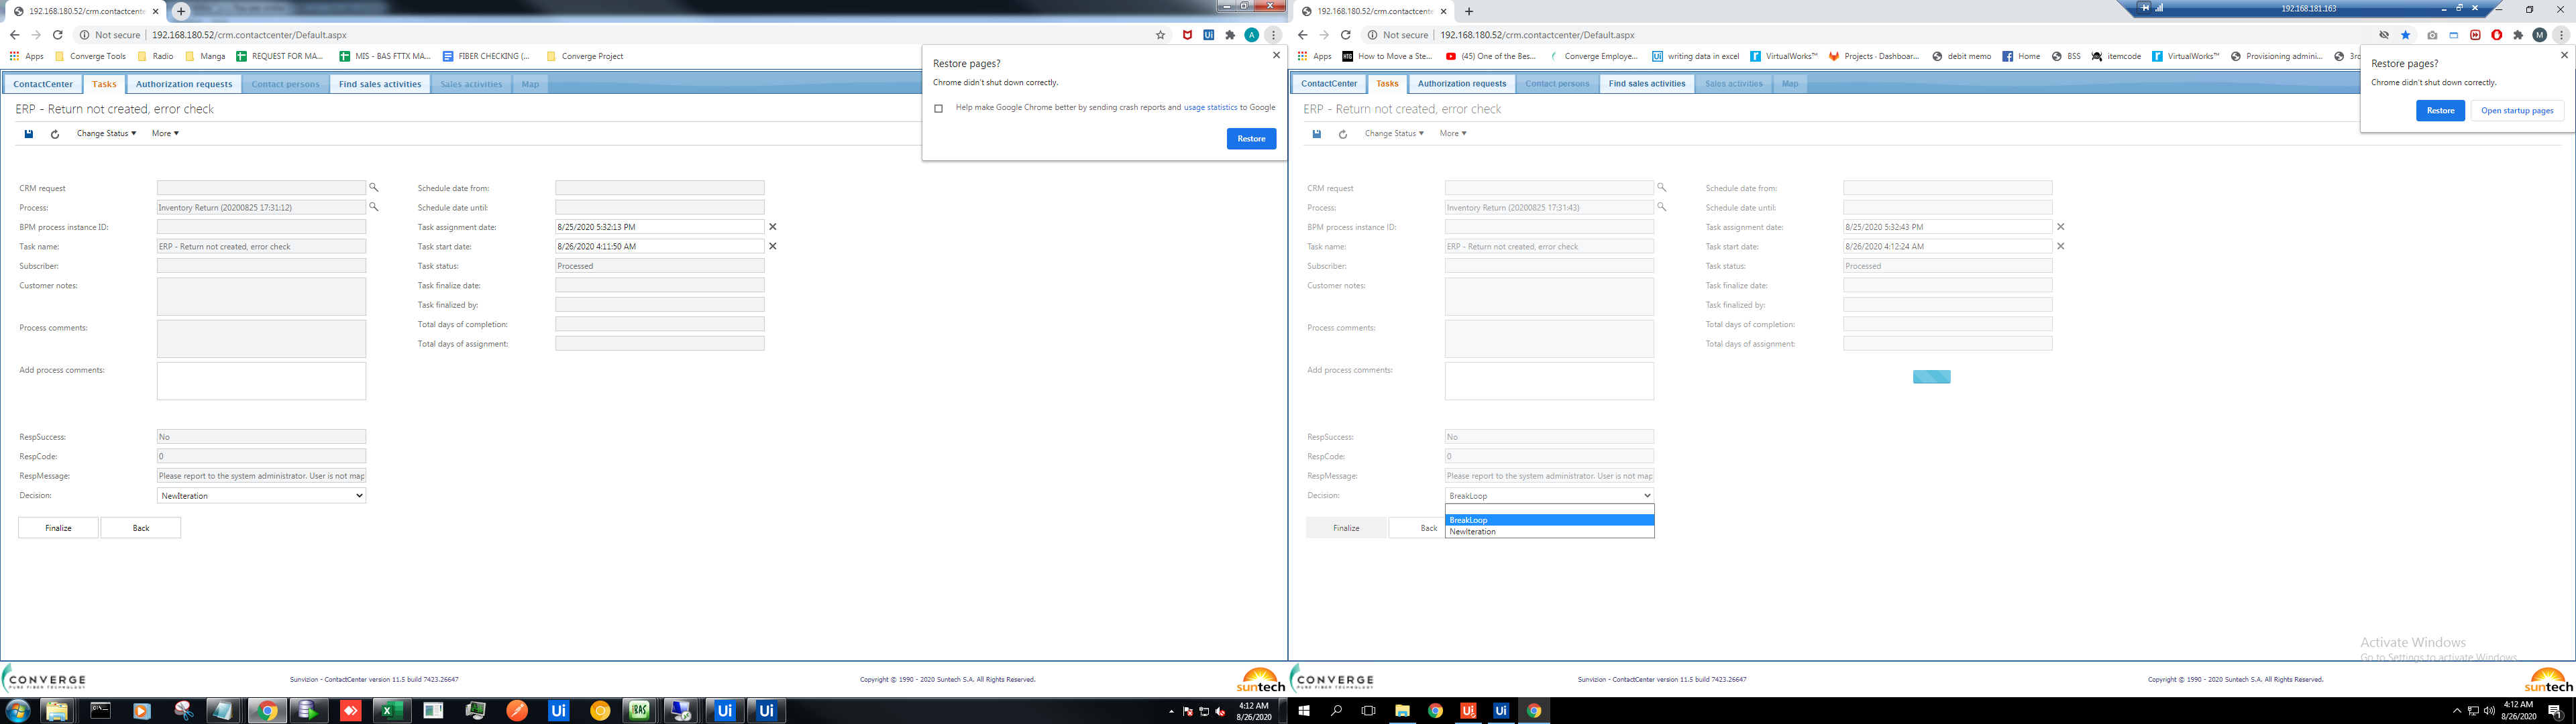 192.168.180.52/crm.contactcente
Not secure | 192.168.180.52/crm.contactcenter/Default.aspx
Apps Converge Tools Radio Manga REQUEST FOR MA... MIS - BAS FTTX MA... FIBER CHECKING (... Converge Project
ContactCenter Tasks Authorization requests Contact persons Find sales activities Sales activities Map
ERP - Return not created, error check
Change Status More
Restore pages?
Chrome didn't shut down correctly.
Help make Google Chrome better by sending crash reports and usage statistics to Google
Restore
CRM request
Schedule date from:
Process: Inventory Return (20200825 17:31:12)
Schedule date until:
BPM process instance ID:
Task assignment date: 8/25/2020 5:32:13 PM
Task name: ERP - Return not created, error check
Task start date: 8/26/2020 4:11:50 AM
Subscriber:
Task status: Processed
Customer notes:
Task finalize date:
Task finalized by:
Process comments:
Total days of completion:
Total days of assignment:
Add process comments:
RespSuccess: No
RespCode: 0
RespMessage: Please report to the system administrator. User is not map
Decision: NewIteration
Finalize Back
CONVERGE
PURE FIBER TECHNOLOGY
Sunvizion - ContactCenter version 11.5 build 7423.26647
Copyright © 1990 - 2020 Suntech S.A. All Rights Reserved.
suntech
BAS
Ui Ui Ui
4:12 AM
8/26/2020
192.168.180.52/crm.contactcente
192.168.181.163
Not secure | 192.168.180.52/crm.contactcenter/Default.aspx
Apps How to Move a Ste... (45) One of the Bes... Converge Employe... writing data in excel VirtualWorks™ Projects - Dashboar... debit memo Home BSS itemcode VirtualWorks™ Provisioning admini...
ContactCenter Tasks Authorization requests Contact persons Find sales activities Sales activities Map
ERP - Return not created, error check
Change Status More
Restore pages?
Chrome didn't shut down correctly.
Restore Open startup pages
CRM request
Schedule date from:
Process: Inventory Return (20200825 17:31:43)
Schedule date until:
BPM process instance ID:
Task assignment date: 8/25/2020 5:32:43 PM
Task name: ERP - Return not created, error check
Task start date: 8/26/2020 4:12:24 AM
Subscriber:
Task status: Processed
Customer notes:
Task finalize date:
Task finalized by:
Process comments:
Total days of completion:
Total days of assignment:
Add process comments:
RespSuccess: No
RespCode: 0
RespMessage: Please report to the system administrator. User is not map
Decision: BreakLoop
BreakLoop
NewIteration
Finalize Back
Activate Windows
Go to Settings to activate Windows.
CONVERGE
PURE FIBER TECHNOLOGY
Sunvizion - ContactCenter version 11.5 build 7423.26647
Copyright © 1990 - 2020 Suntech S.A. All Rights Reserved.
suntech
4:12 AM
8/26/2020